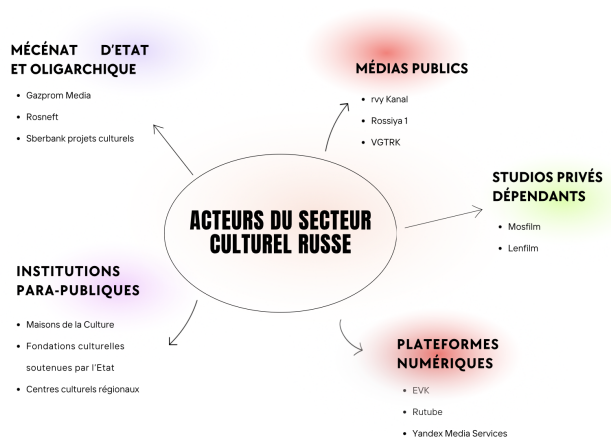 MÉCÉNAT D'ETAT
ET OLIGARCHIQUE
• Gazprom Media
• Rosneft
• Sberbank projets culturels
MÉDIAS PUBLICS
• rvy Kanal
• Rossiya 1
• VGTRK
STUDIOS PRIVÉS
DÉPENDANTS
• Mosfilm
• Lenfilm
ACTEURS DU SECTEUR
CULTUREL RUSSE
INSTITUTIONS
PARA-PUBLIQUES
• Maisons de la Culture
• Fondations culturelles
soutenues par l'Etat
• Centres culturels régionaux
PLATEFORMES
NUMÉRIQUES
• EVK
• Rutube
• Yandex Media Services